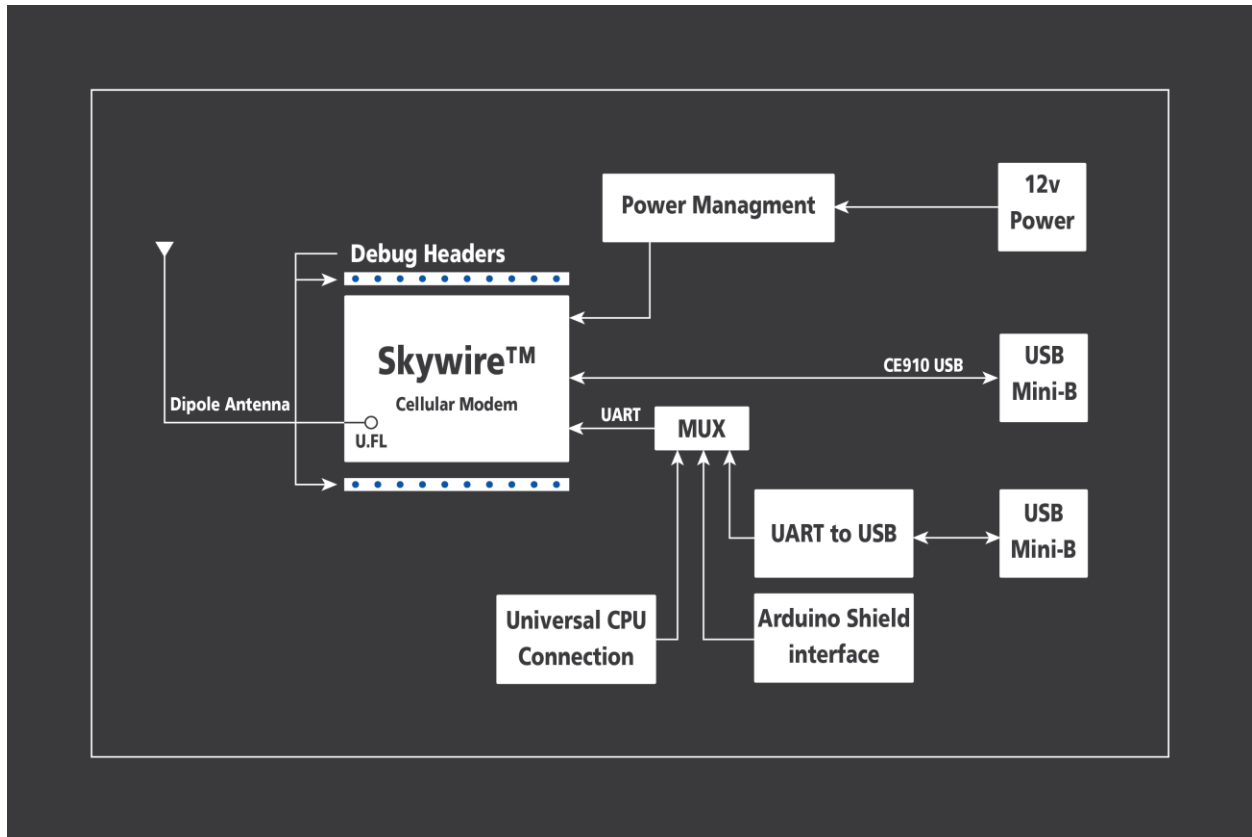 12v
Power
Power Managment
Debug Headers
Skywire™
Cellular Modem
U.FL
Dipole Antenna
CE910 USB
USB
Mini-B
UART
MUX
UART to USB
USB
Mini-B
Universal CPU
Connection
Arduino Shield
interface